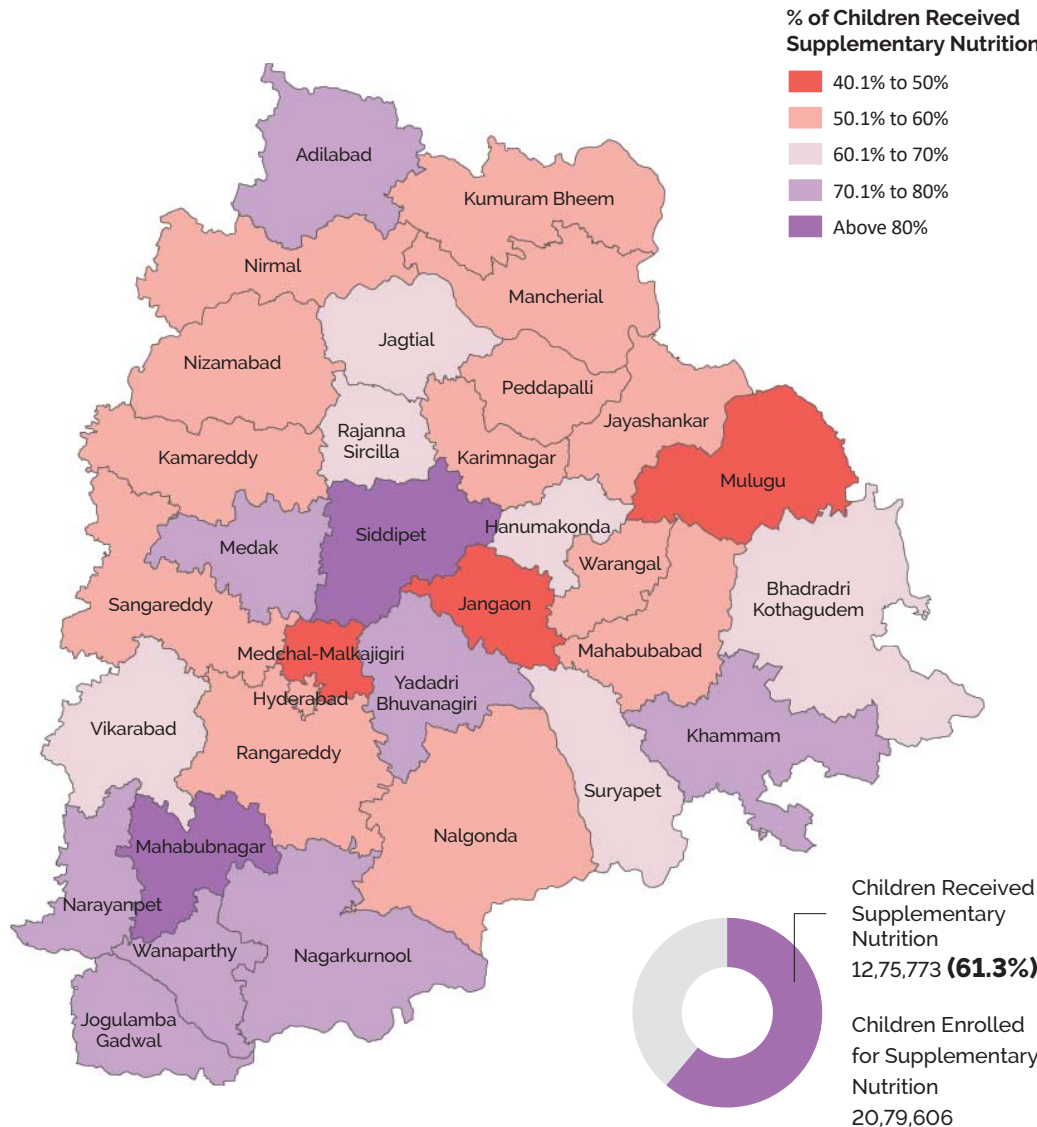 % of Children Received
Supplementary Nutrition
40.1% to 50%
50.1% to 60%
60.1% to 70%
70.1% to 80%
Above 80%
Adilabad
Kumuram Bheem
Nirmal
Mancherial
Jagtial
Nizamabad
Peddapalli
Jayashankar
Rajanna
Sircilla
Kamareddy
Karimnagar
Mulugu
Siddipet
Hanumakonda
Medak
Warangal
Bhadradri
Kothagudem
Sangareddy
Jangaon
Medchal-Malkajigiri
Mahabubabad
Yadadri
Bhuvanagiri
Hyderabad
Vikarabad
Rangareddy
Khammam
Suryapet
Nalgonda
Mahabubnagar
Narayanpet
Wanaparthy
Nagarkurnool
Jogulamba
Gadwal
Children Received
Supplementary
Nutrition
12,75,773 (61.3%)
Children Enrolled
for Supplementary
Nutrition
20,79,606